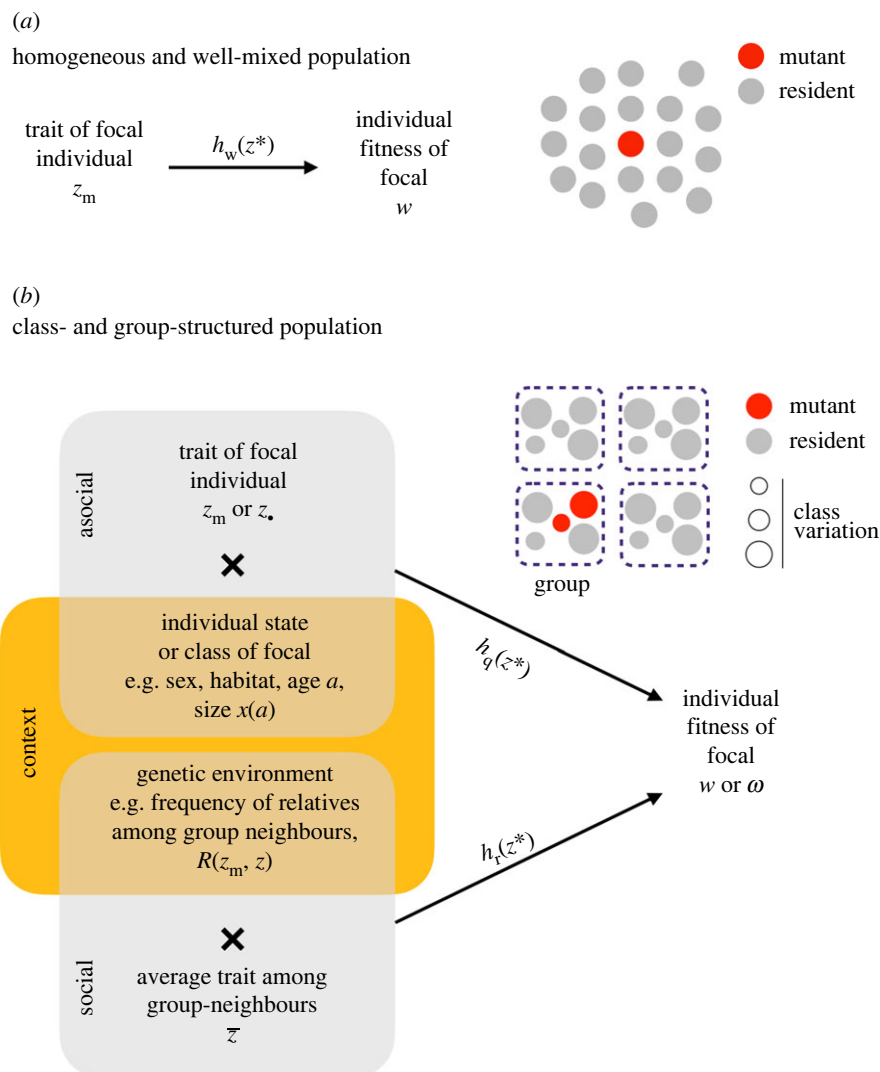 (a)
homogeneous and well-mixed population
trait of focal
individual
z_m
h_w(z*)
individual
fitness of
focal
w
mutant
resident
(b)
class- and group-structured population
asocial
trait of focal
individual
z_m or z_•
×
context
individual state
or class of focal
e.g. sex, habitat, age a,
size x(a)
genetic environment
e.g. frequency of relatives
among group neighbours,
R(z_m, z)
social
×
average trait among
group-neighbours
z̅
group
mutant
resident
class
variation
h_q(z*)
h_r(z*)
individual
fitness of
focal
w or ω